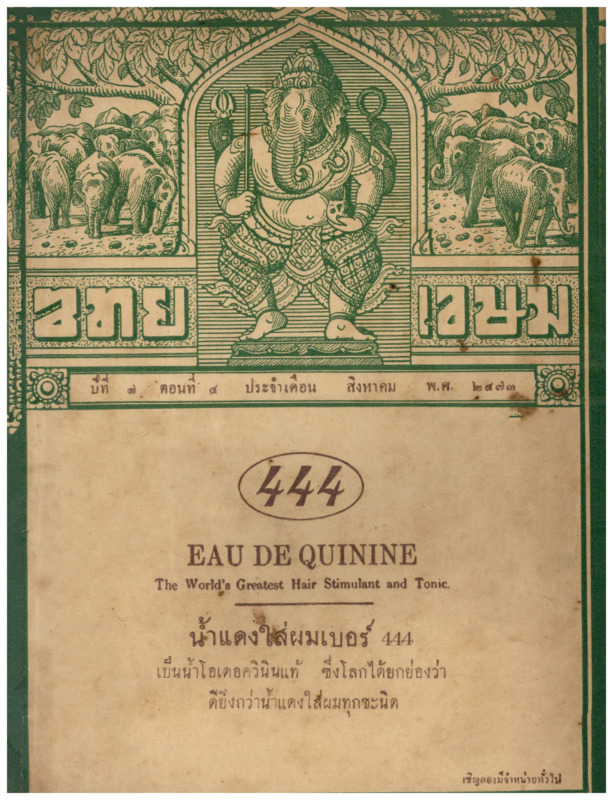 ไทย เขษม
ปีที่ ๗ ตอนที่ ๔ ประจำเดือน สิงหาคม พ.ศ. ๒๔๗๓
444
EAU DE QUININE
The World's Greatest Hair Stimulant and Tonic.
น้ำแดงใส่ผมเบอร์ 444
เป็นน้ำโอเดอควินินแท้ ซึ่งโลกได้ยกย่องว่า
ดียิ่งกว่าน้ำแดงใส่ผมทุกชะนิด
เชิญลองมีจำหน่ายทั่วไป